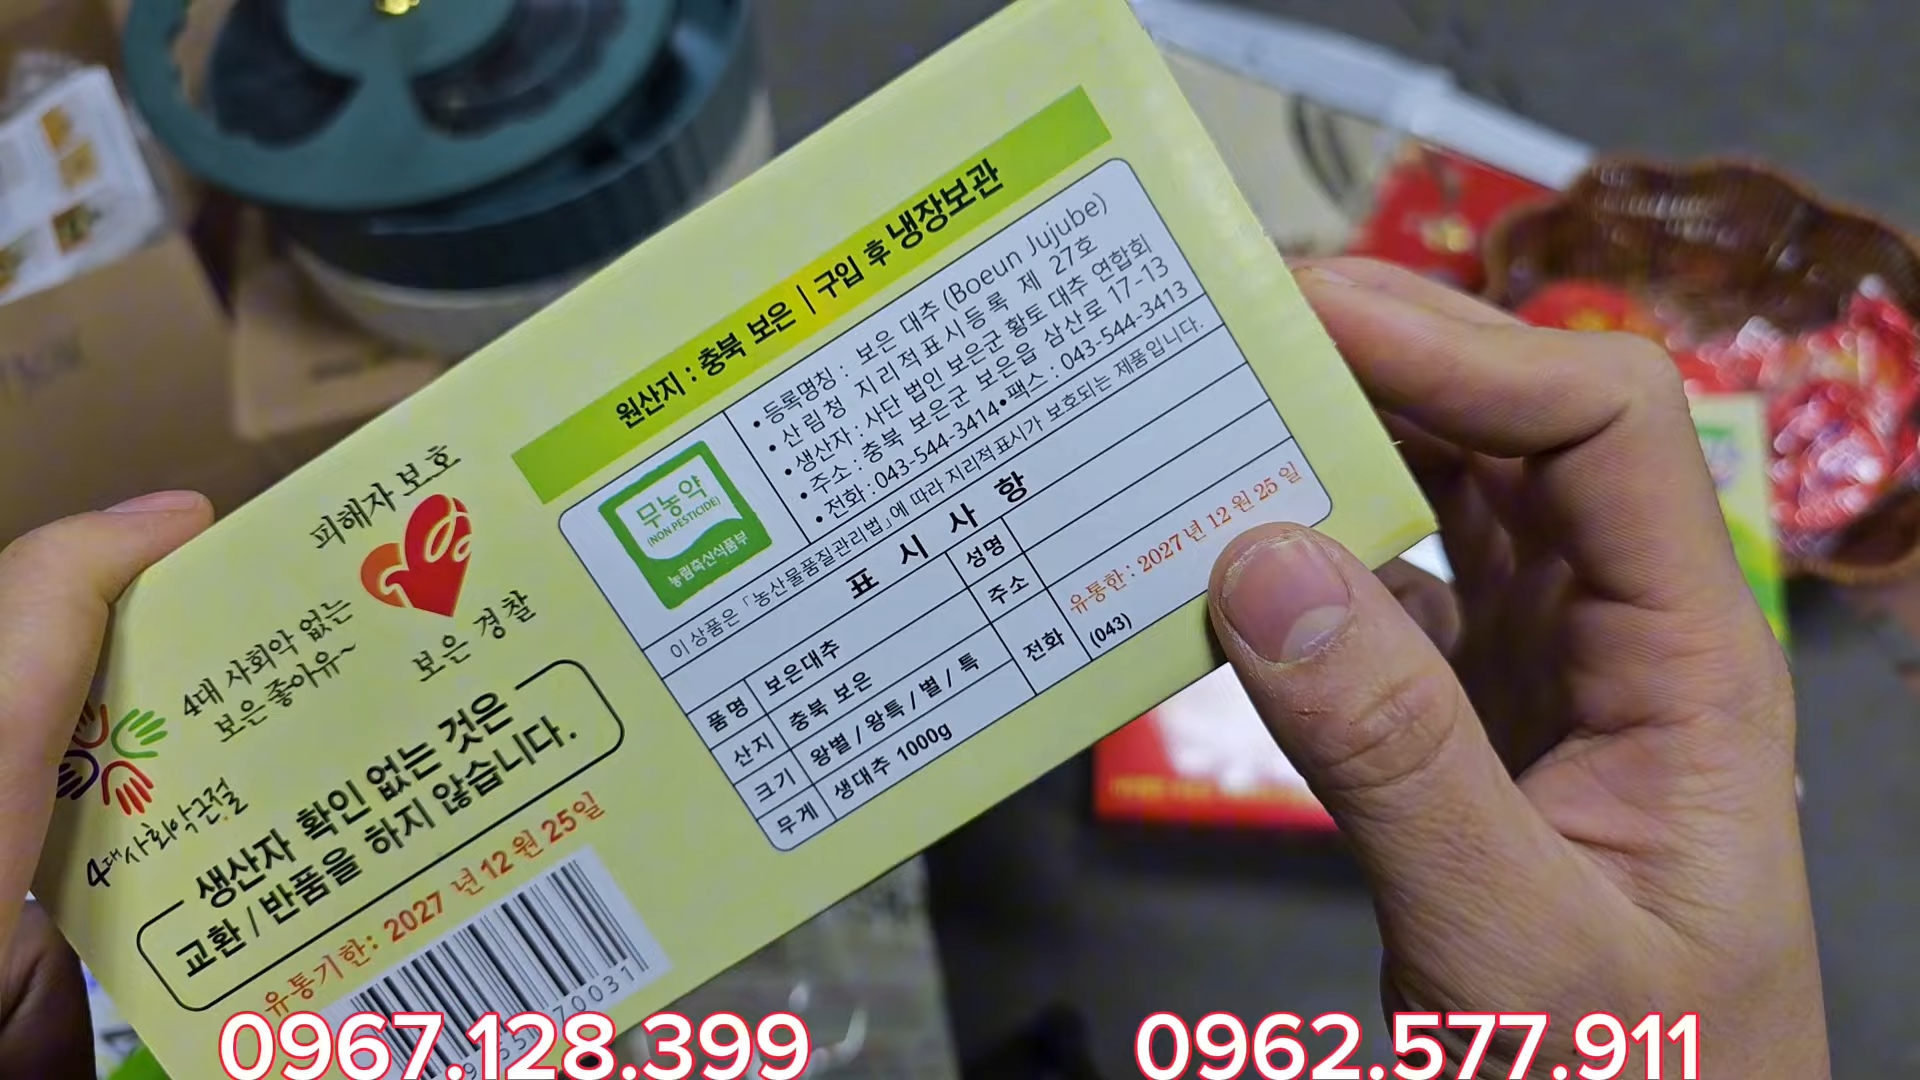 원산지 : 충북 보은 | 구입 후 냉장보관
무농약
(NON PESTICIDE)
농림축산식품부
• 등록명칭 : 보은 대추 (Boeun Jujube)
• 산림청 지리적표시등록 제 27호
• 생산자 : 사단법인 보은군 황토 대추 연합회
• 주소 : 충북 보은군 보은읍 삼산로 17-13
• 전화 : 043-544-3414 • 팩스 : 043-544-3413
이 상품은 「농산물품질관리법」에 따라 지리적표시가 보호되는 제품입니다.
표 시 사 항
품명 보은대추
산지 충북 보은
크기 왕별 / 왕특 / 별 / 특
무게 생대추 1000g
성명
주소
유통한 : 2027년 12월 25일
전화 (043)
피해자 보호
4대 사회악 없는
보은 좋아유~
보은 경찰
4대사회악근절
생산자 확인 없는 것은
교환 / 반품을 하지 않습니다.
유통기한: 2027 년 12 월 25일
70031
0967.128.399
0962.577.911